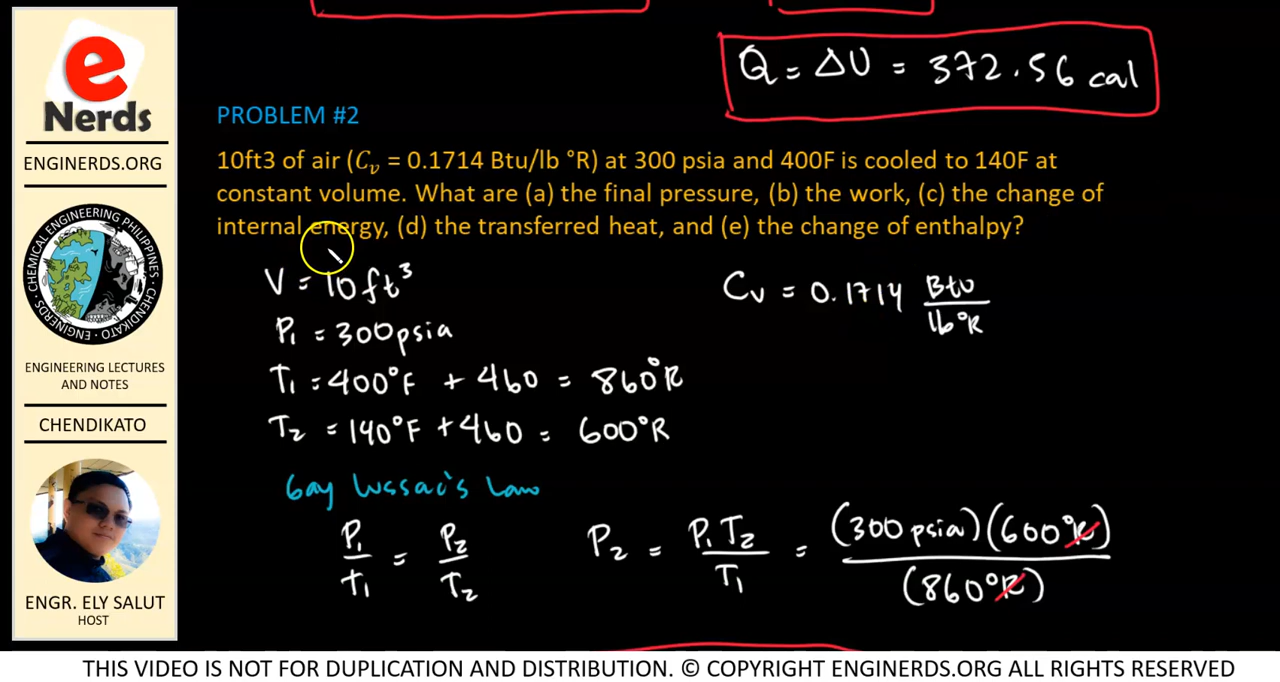 Q = ΔU = 372.56 cal
e
Nerds
ENGINERDS.ORG
CHEMICAL ENGINEERING PHILIPPINES - CHENDIKATO - ENGINERDS
ENGINEERING LECTURES
AND NOTES
CHENDIKATO
ENGR. ELY SALUT
HOST
PROBLEM #2
10ft3 of air (Cv = 0.1714 Btu/lb °R) at 300 psia and 400F is cooled to 140F at
constant volume. What are (a) the final pressure, (b) the work, (c) the change of
internal energy, (d) the transferred heat, and (e) the change of enthalpy?
V = 10ft³
Cv = 0.1714 Btu/lb°R
P1 = 300psia
T1 = 400°F + 460 = 860°R
T2 = 140°F + 460 = 600°R
Gay Lussac's Law
P1/T1 = P2/T2
P2 = P1T2/T1 = (300psia)(600°R)/(860°R)
THIS VIDEO IS NOT FOR DUPLICATION AND DISTRIBUTION. © COPYRIGHT ENGINERDS.ORG ALL RIGHTS RESERVED